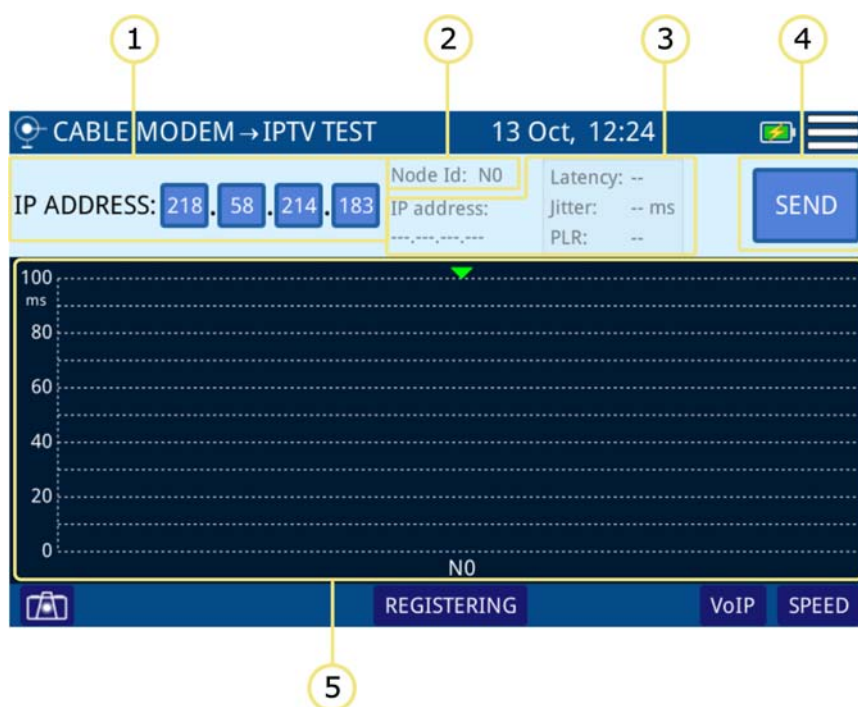 1 2 3 4
CABLE MODEM → IPTV TEST 13 Oct, 12:24
Node Id: N0 Latency: --
IP ADDRESS: 218 . 58 . 214 . 183 IP address: Jitter: -- ms SEND
---.---.---.--- PLR: --
100
ms
80
60
40
20
0
N0
REGISTERING VoIP SPEED
5